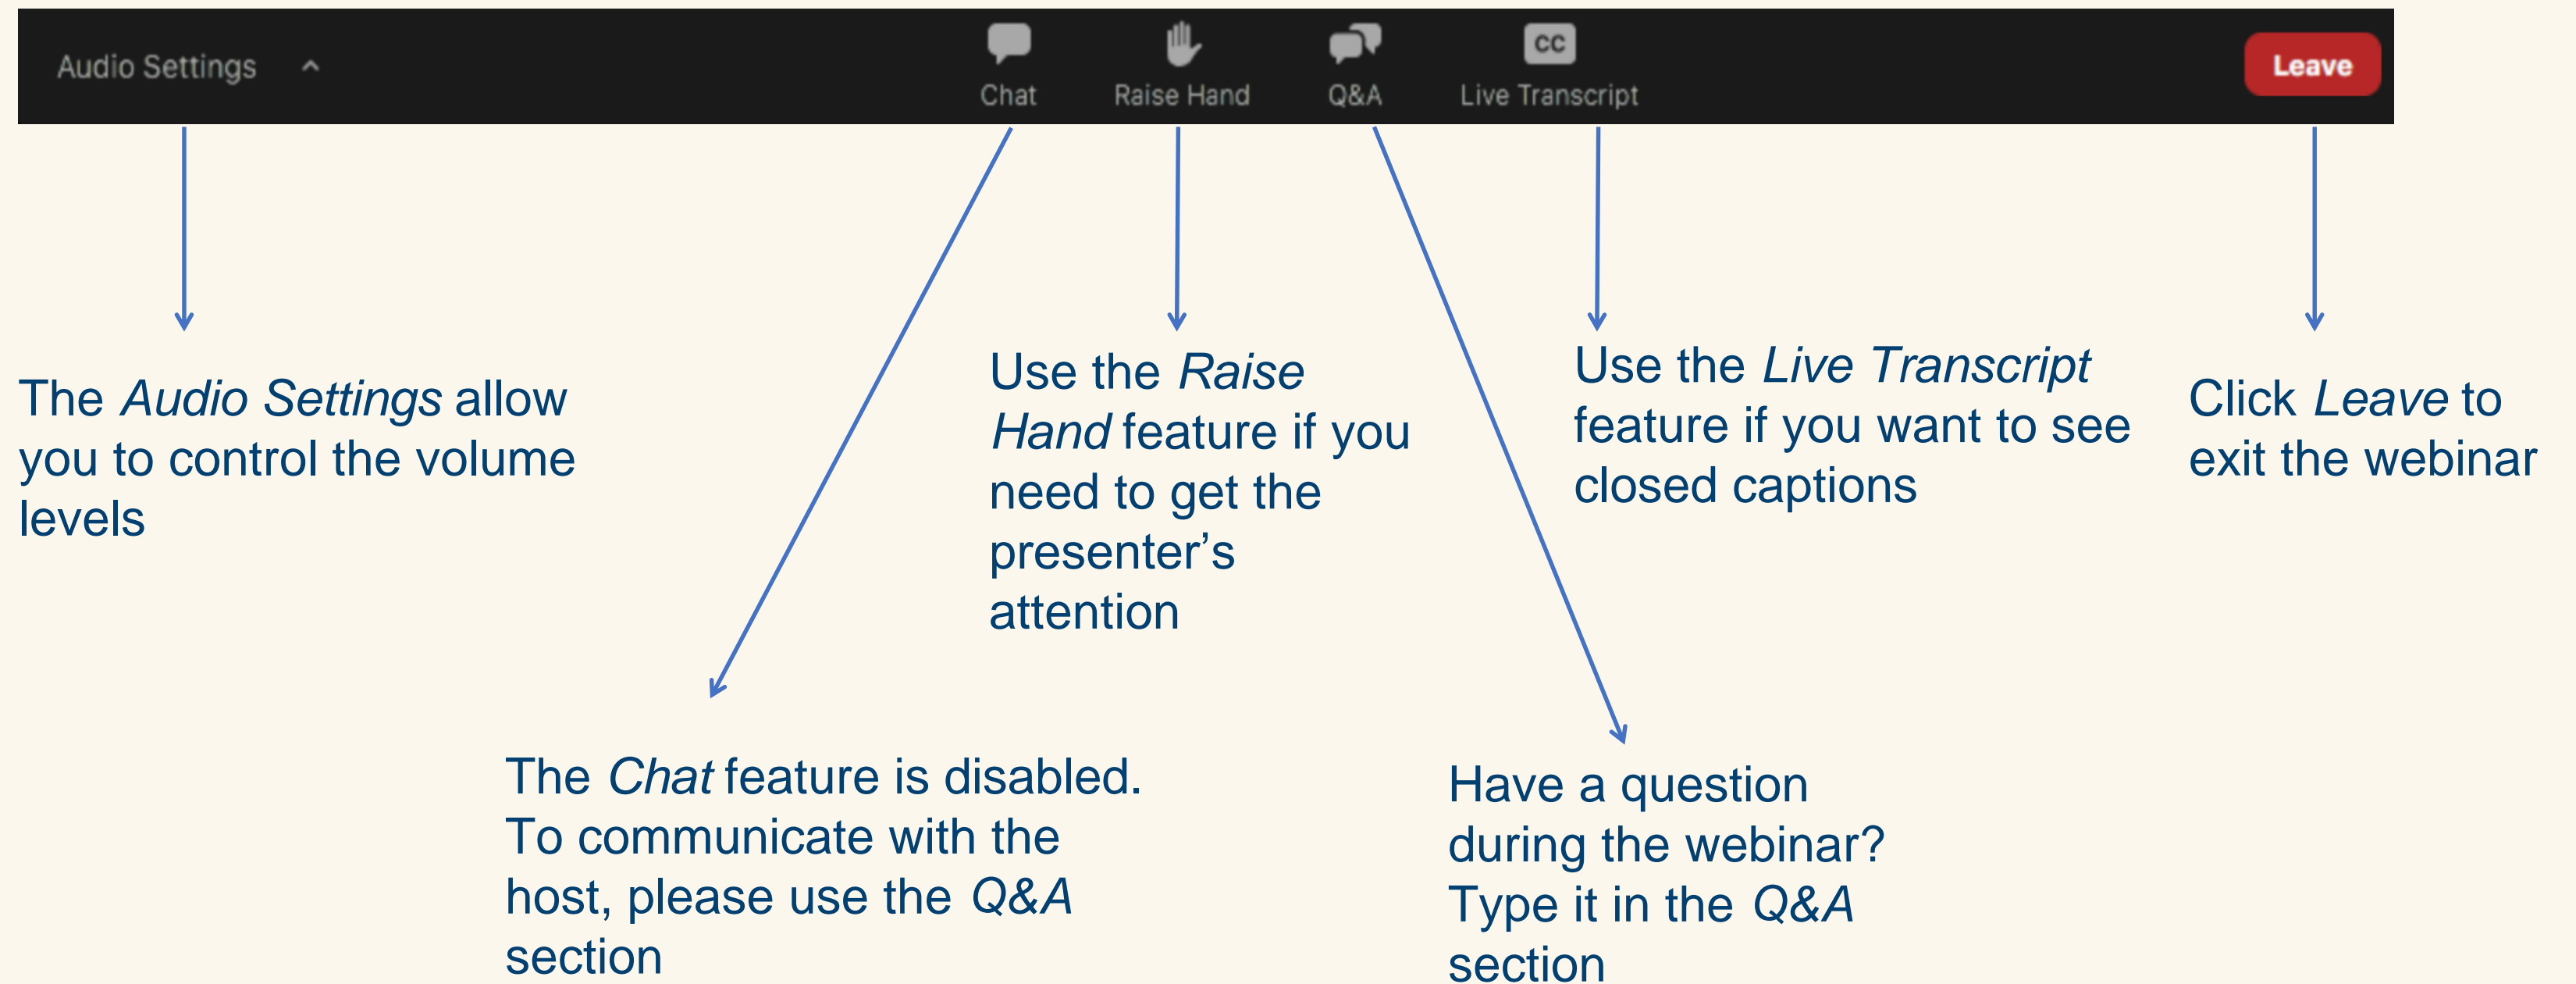 Audio Settings
Chat
Raise Hand
Q&A
CC
Live Transcript
Leave
The Audio Settings allow
you to control the volume
levels
Use the Raise
Hand feature if you
need to get the
presenter’s
attention
Use the Live Transcript
feature if you want to see
closed captions
Click Leave to
exit the webinar
The Chat feature is disabled.
To communicate with the
host, please use the Q&A
section
Have a question
during the webinar?
Type it in the Q&A
section